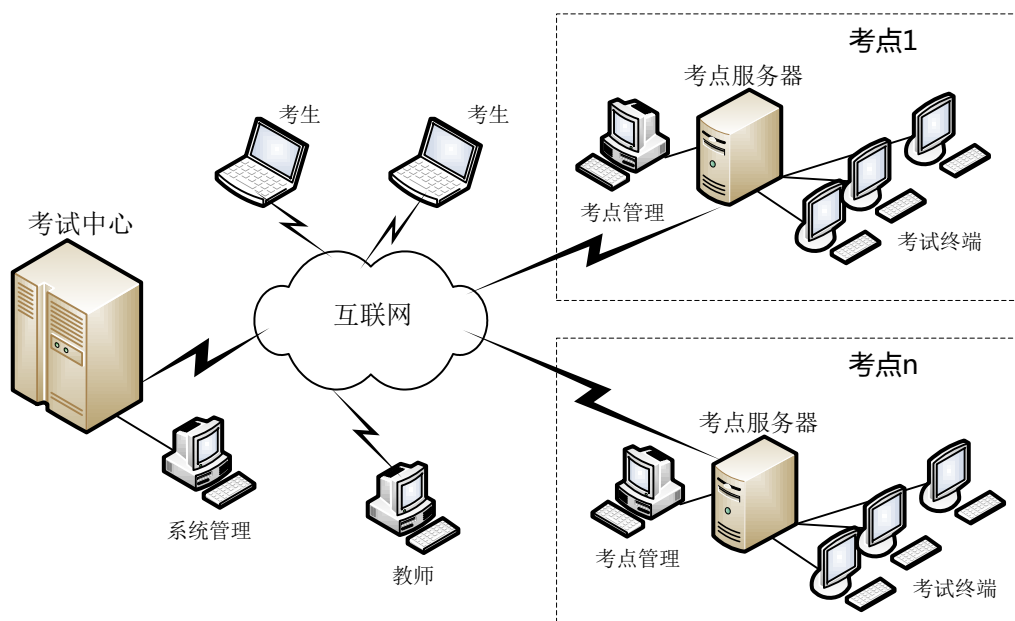 考点1
考点服务器
考生
考生
考点管理
考试中心
考试终端
互联网
考点n
考点服务器
系统管理
考点管理
教师
考试终端